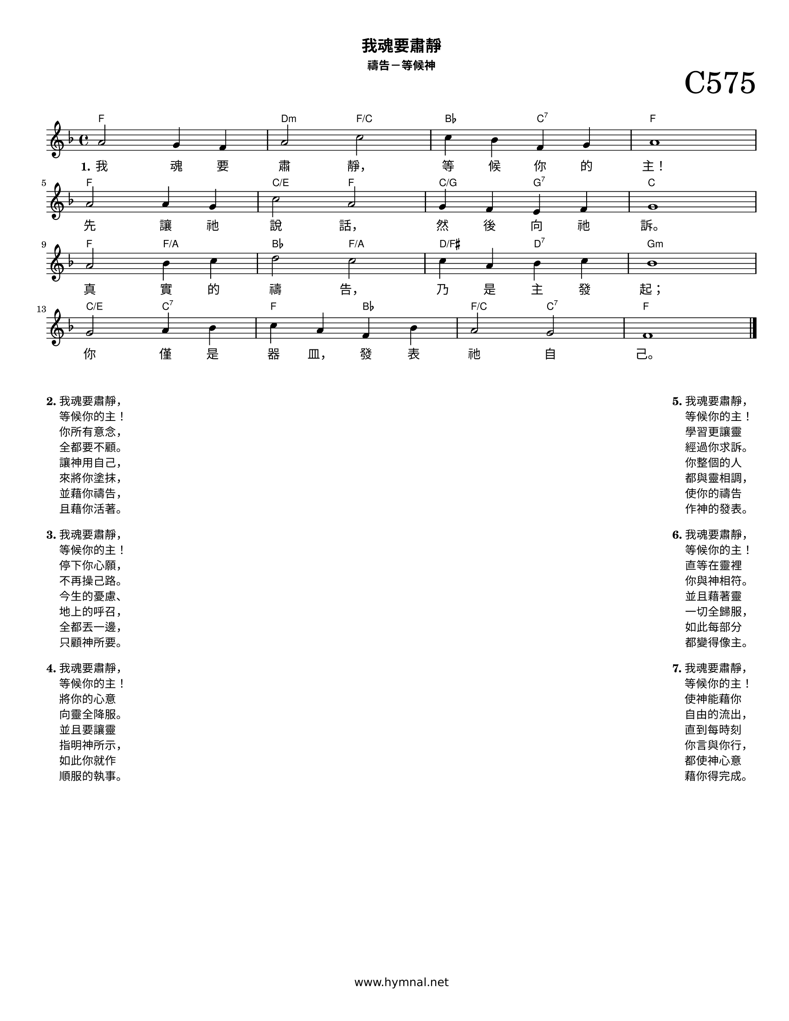 我魂要肅靜
禱告－等候神
C575
F Dm F/C B♭ C7 F
1. 我 魂 要 肅 靜， 等 候 你 的 主！
5
F C/E F C/G G7 C
先 讓 祂 說 話， 然 後 向 祂 訴。
9
F F/A B♭ F/A D/F♯ D7 Gm
真 實 的 禱 告， 乃 是 主 發 起；
13
C/E C7 F B♭ F/C C7 F
你 僅 是 器 皿， 發 表 祂 自 己。
2. 我魂要肅靜，
等候你的主！
你所有意念，
全都要不顧。
讓神用自己，
來將你塗抹，
並藉你禱告，
且藉你活著。
3. 我魂要肅靜，
等候你的主！
停下你心願，
不再操己路。
今生的憂慮、
地上的呼召，
全都丟一邊，
只顧神所要。
4. 我魂要肅靜，
等候你的主！
將你的心意
向靈全降服。
並且要讓靈
指明神所示，
如此你就作
順服的執事。
5. 我魂要肅靜，
等候你的主！
學習更讓靈
經過你求訴。
你整個的人
都與靈相調，
使你的禱告
作神的發表。
6. 我魂要肅靜，
等候你的主！
直等在靈裡
你與神相符。
並且藉著靈
一切全歸服，
如此每部分
都變得像主。
7. 我魂要肅靜，
等候你的主！
使神能藉你
自由的流出，
直到每時刻
你言與你行，
都使神心意
藉你得完成。
www.hymnal.net